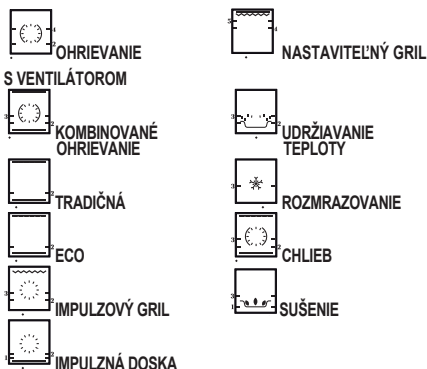 OHRIEVANIE
S VENTILÁTOROM
KOMBINOVANÉ
OHRIEVANIE
TRADIČNÁ
ECO
IMPULZOVÝ GRIL
IMPULZNÁ DOSKA
NASTAVITEĽNÝ GRIL
UDRŽIAVANIE
TEPLOTY
ROZMRAZOVANIE
CHLIEB
SUŠENIE